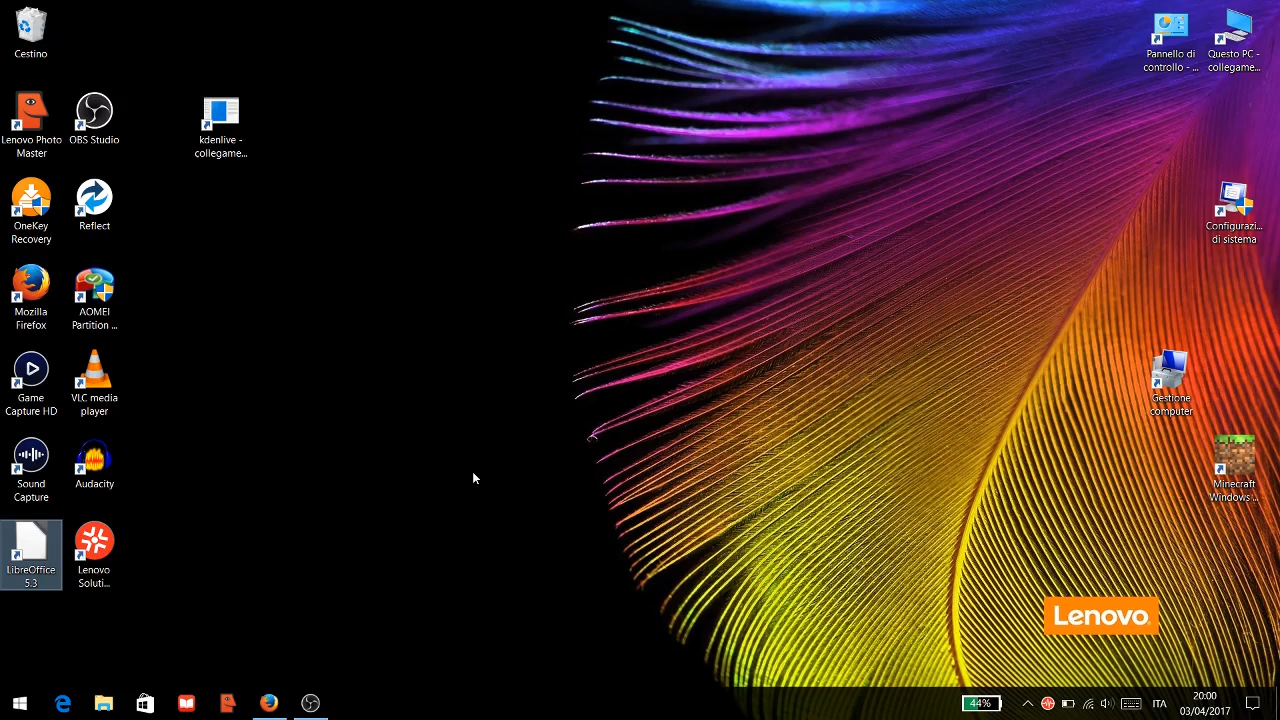 Cestino
Lenovo Photo
Master
OBS Studio
kdenlive -
collegame...
OneKey
Recovery
Reflect
Mozilla
Firefox
AOMEI
Partition ...
Game
Capture HD
VLC media
player
Sound
Capture
Audacity
LibreOffice
5.3
Lenovo
Soluti...
Pannello di
controllo - ...
Questo PC -
collegame...
Configurazi...
di sistema
Gestione
computer
Minecraft
Windows ...
Lenovo
44%
ITA
20:00
03/04/2017